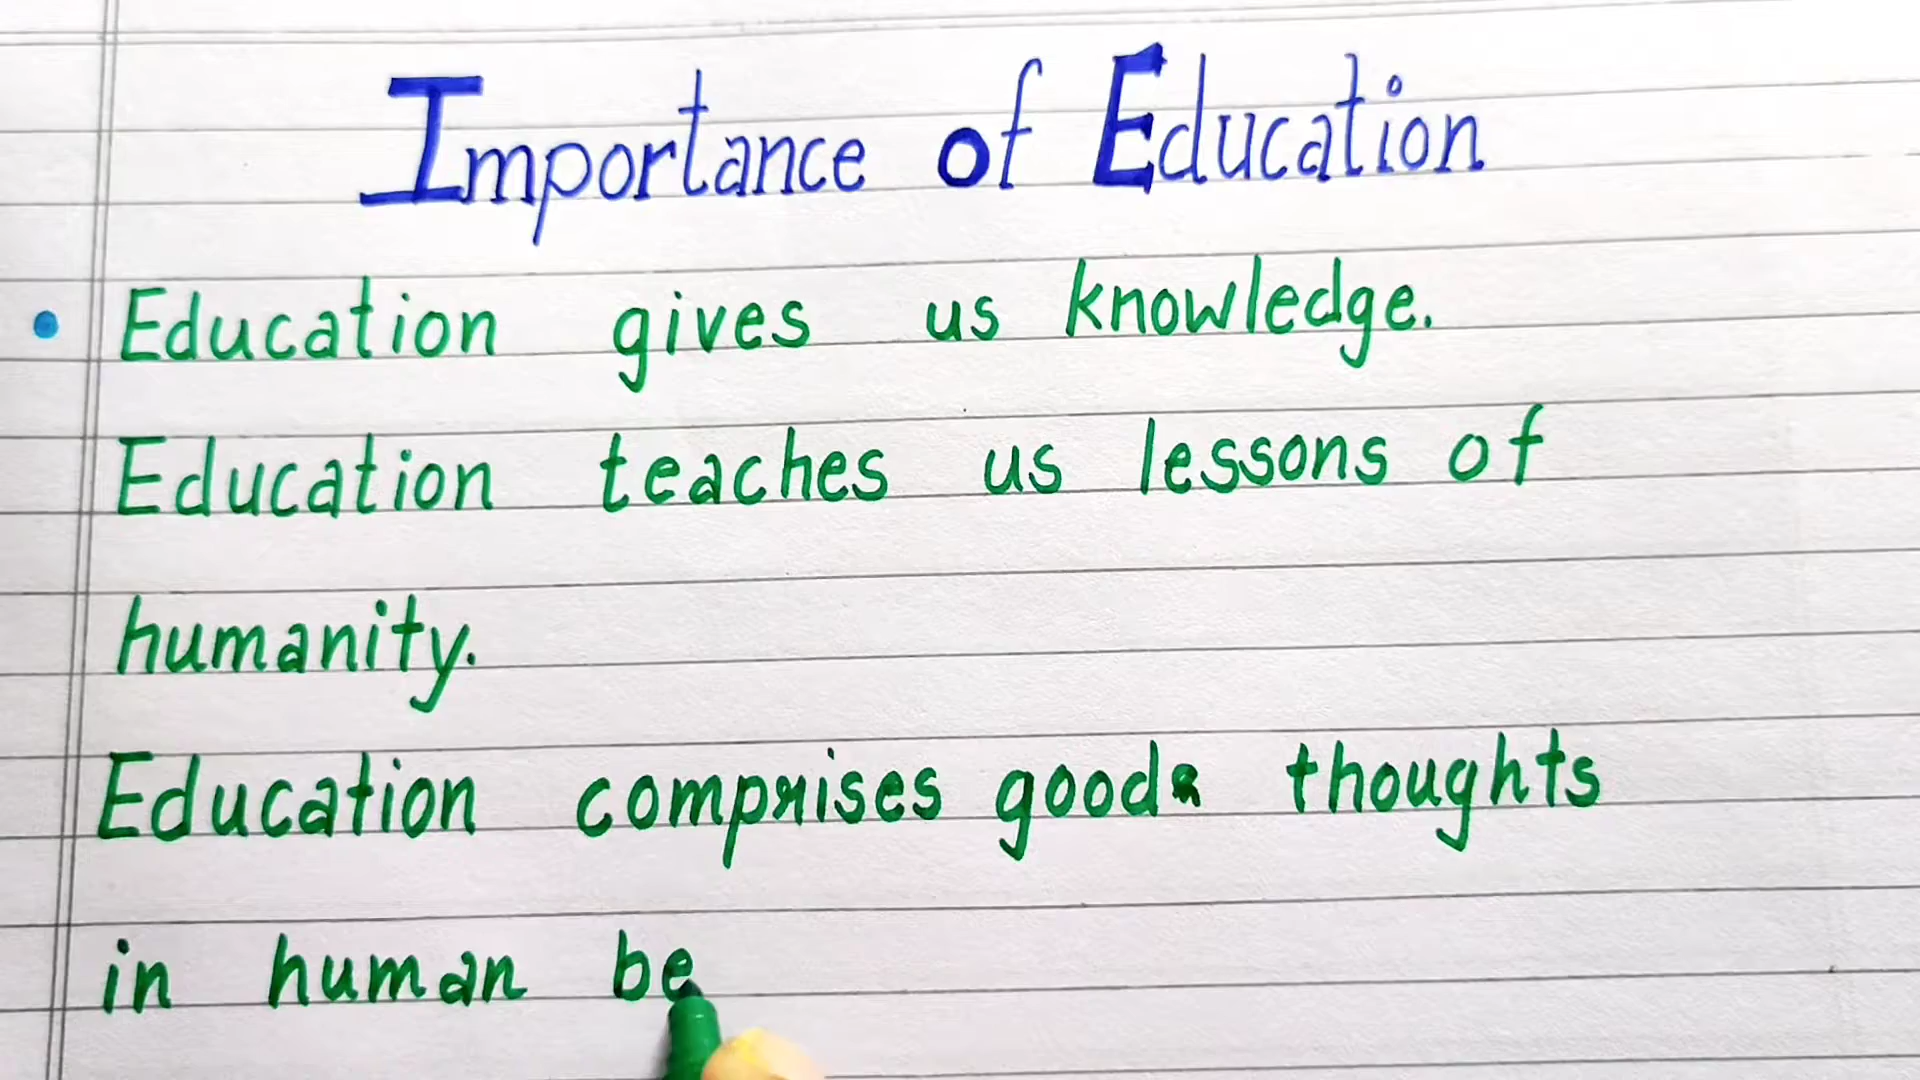 Importance of Education
• Education gives us knowledge.
Education teaches us lessons of
humanity.
Education comprises good thoughts
in human be